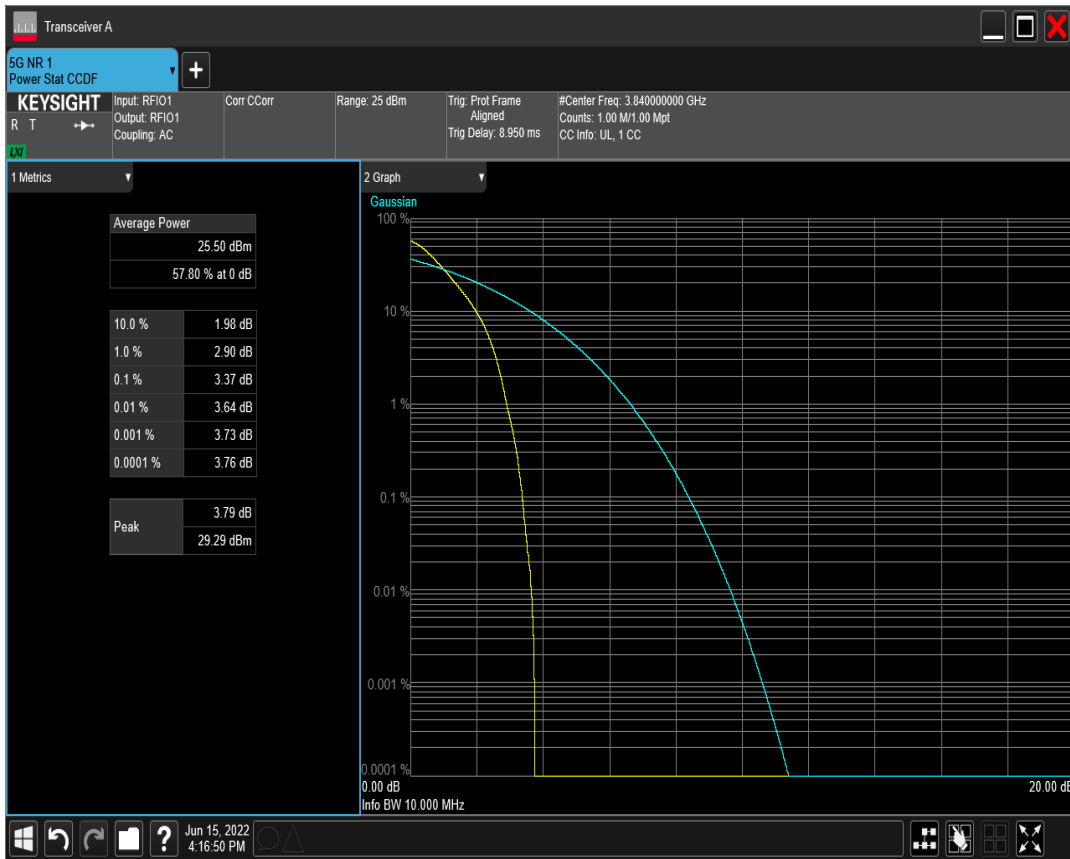 Transceiver A
5G NR 1
Power Stat CCDF
+
KEYSIGHT
R T
LXI
Input: RFIO1
Output: RFIO1
Coupling: AC
Corr CCorr
Range: 25 dBm
Trig: Prot Frame
Aligned
Trig Delay: 8.950 ms
#Center Freq: 3.840000000 GHz
Counts: 1.00 M/1.00 Mpt
CC Info: UL, 1 CC
1 Metrics
Average Power
25.50 dBm
57.80 % at 0 dB
10.0 % 1.98 dB
1.0 % 2.90 dB
0.1 % 3.37 dB
0.01 % 3.64 dB
0.001 % 3.73 dB
0.0001 % 3.76 dB
Peak
3.79 dB
29.29 dBm
2 Graph
Gaussian
100 %
10 %
1 %
0.1 %
0.01 %
0.001 %
0.0001 %
0.00 dB
20.00 dB
Info BW 10.000 MHz
?
Jun 15, 2022
4:16:50 PM